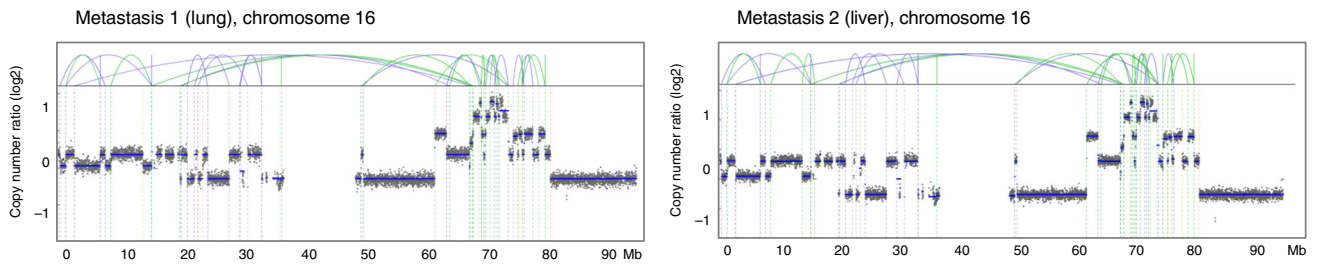 Metastasis 1 (lung), chromosome 16
Copy number ratio (log2)
1
0
−1
0 10 20 30 40 50 60 70 80 90 Mb
Metastasis 2 (liver), chromosome 16
Copy number ratio (log2)
1
0
−1
0 10 20 30 40 50 60 70 80 90 Mb